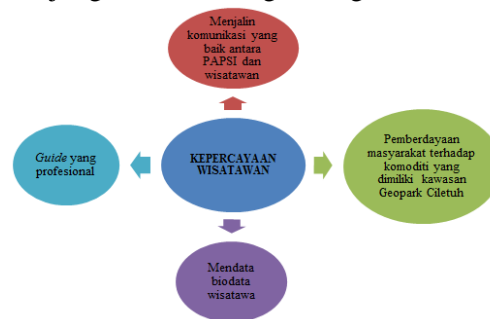 Menjalin
komunikasi yang
baik antara
PAPSI dan
wisatawan
Guide yang
profesional
KEPERCAYAAN
WISATAWAN
Pemberdayaan
masyarakat terhadap
komoditi yang
dimiliki kawasan
Geopark Ciletuh
Mendata
biodata
wisatawa